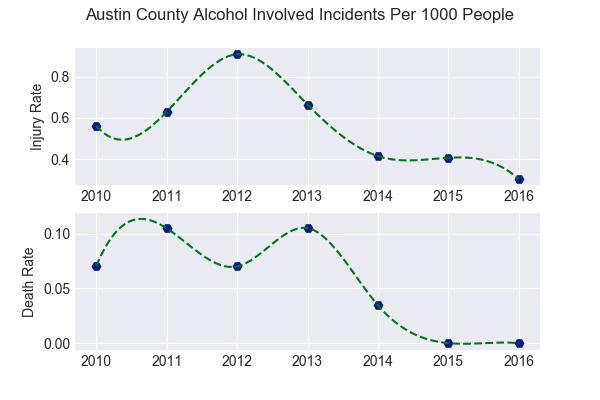 Austin County Alcohol Involved Incidents Per 1000 People
Injury Rate
0.8
0.6
0.4
2010 2011 2012 2013 2014 2015 2016
Death Rate
0.10
0.05
0.00
2010 2011 2012 2013 2014 2015 2016